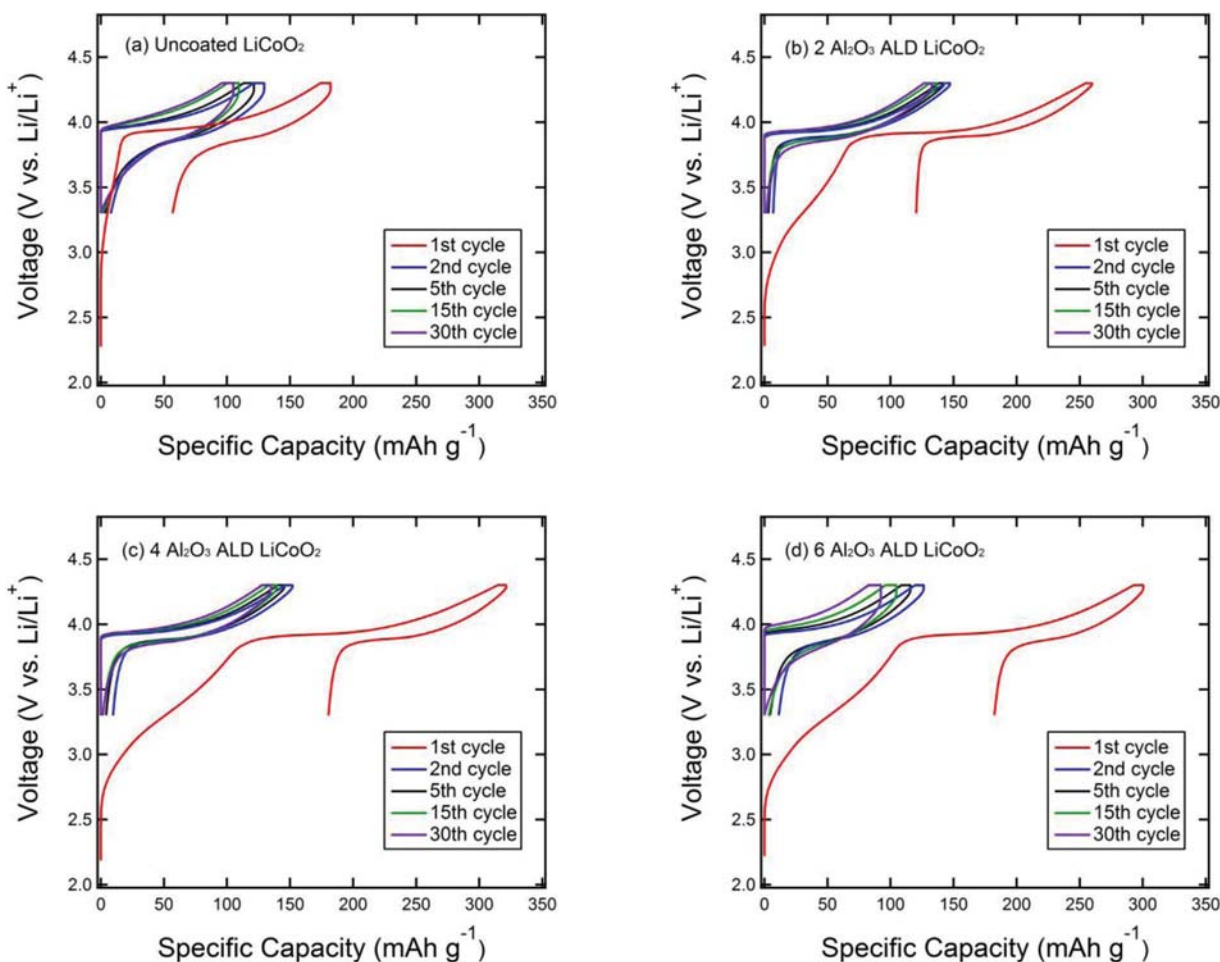 (a) Uncoated LiCoO₂
Voltage (V vs. Li/Li⁺)
4.5
4.0
3.5
3.0
2.5
2.0
1st cycle
2nd cycle
5th cycle
15th cycle
30th cycle
0 50 100 150 200 250 300 350
Specific Capacity (mAh g⁻¹)
(b) 2 Al₂O₃ ALD LiCoO₂
Voltage (V vs. Li/Li⁺)
4.5
4.0
3.5
3.0
2.5
2.0
1st cycle
2nd cycle
5th cycle
15th cycle
30th cycle
0 50 100 150 200 250 300 350
Specific Capacity (mAh g⁻¹)
(c) 4 Al₂O₃ ALD LiCoO₂
Voltage (V vs. Li/Li⁺)
4.5
4.0
3.5
3.0
2.5
2.0
1st cycle
2nd cycle
5th cycle
15th cycle
30th cycle
0 50 100 150 200 250 300 350
Specific Capacity (mAh g⁻¹)
(d) 6 Al₂O₃ ALD LiCoO₂
Voltage (V vs. Li/Li⁺)
4.5
4.0
3.5
3.0
2.5
2.0
1st cycle
2nd cycle
5th cycle
15th cycle
30th cycle
0 50 100 150 200 250 300 350
Specific Capacity (mAh g⁻¹)